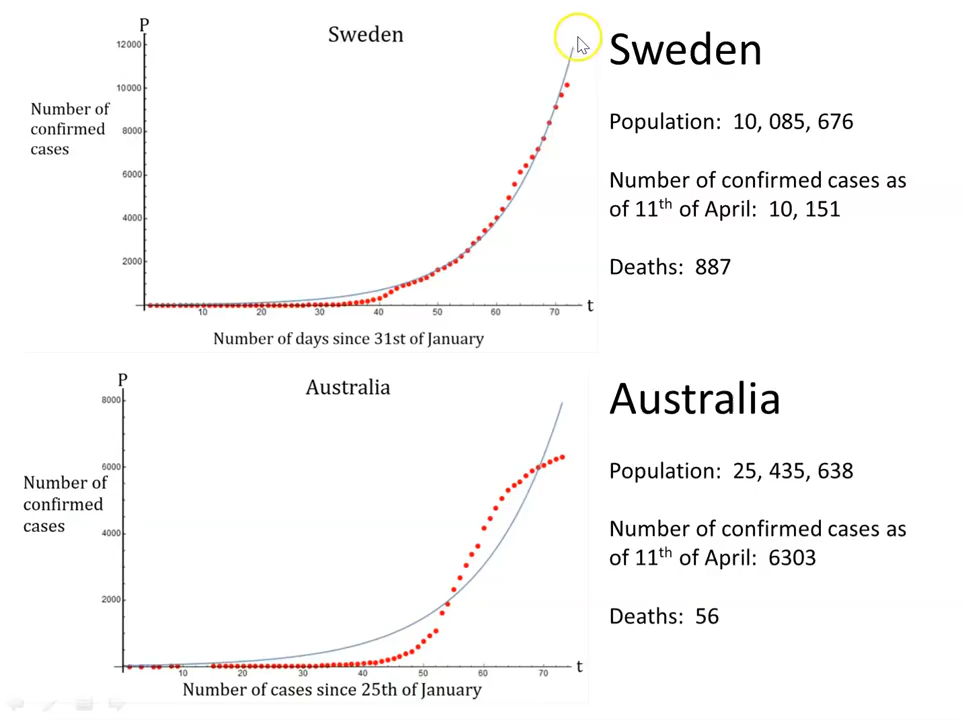 P
Sweden
12000
10000
8000
6000
4000
2000
Number of
confirmed
cases
10
20
30
40
50
60
70
t
Number of days since 31st of January
Sweden
Population:  10, 085, 676
Number of confirmed cases as
of 11th of April:  10, 151
Deaths:  887
P
Australia
8000
6000
4000
2000
Number of
confirmed
cases
10
20
30
40
50
60
70
t
Number of cases since 25th of January
Australia
Population:  25, 435, 638
Number of confirmed cases as
of 11th of April:  6303
Deaths:  56